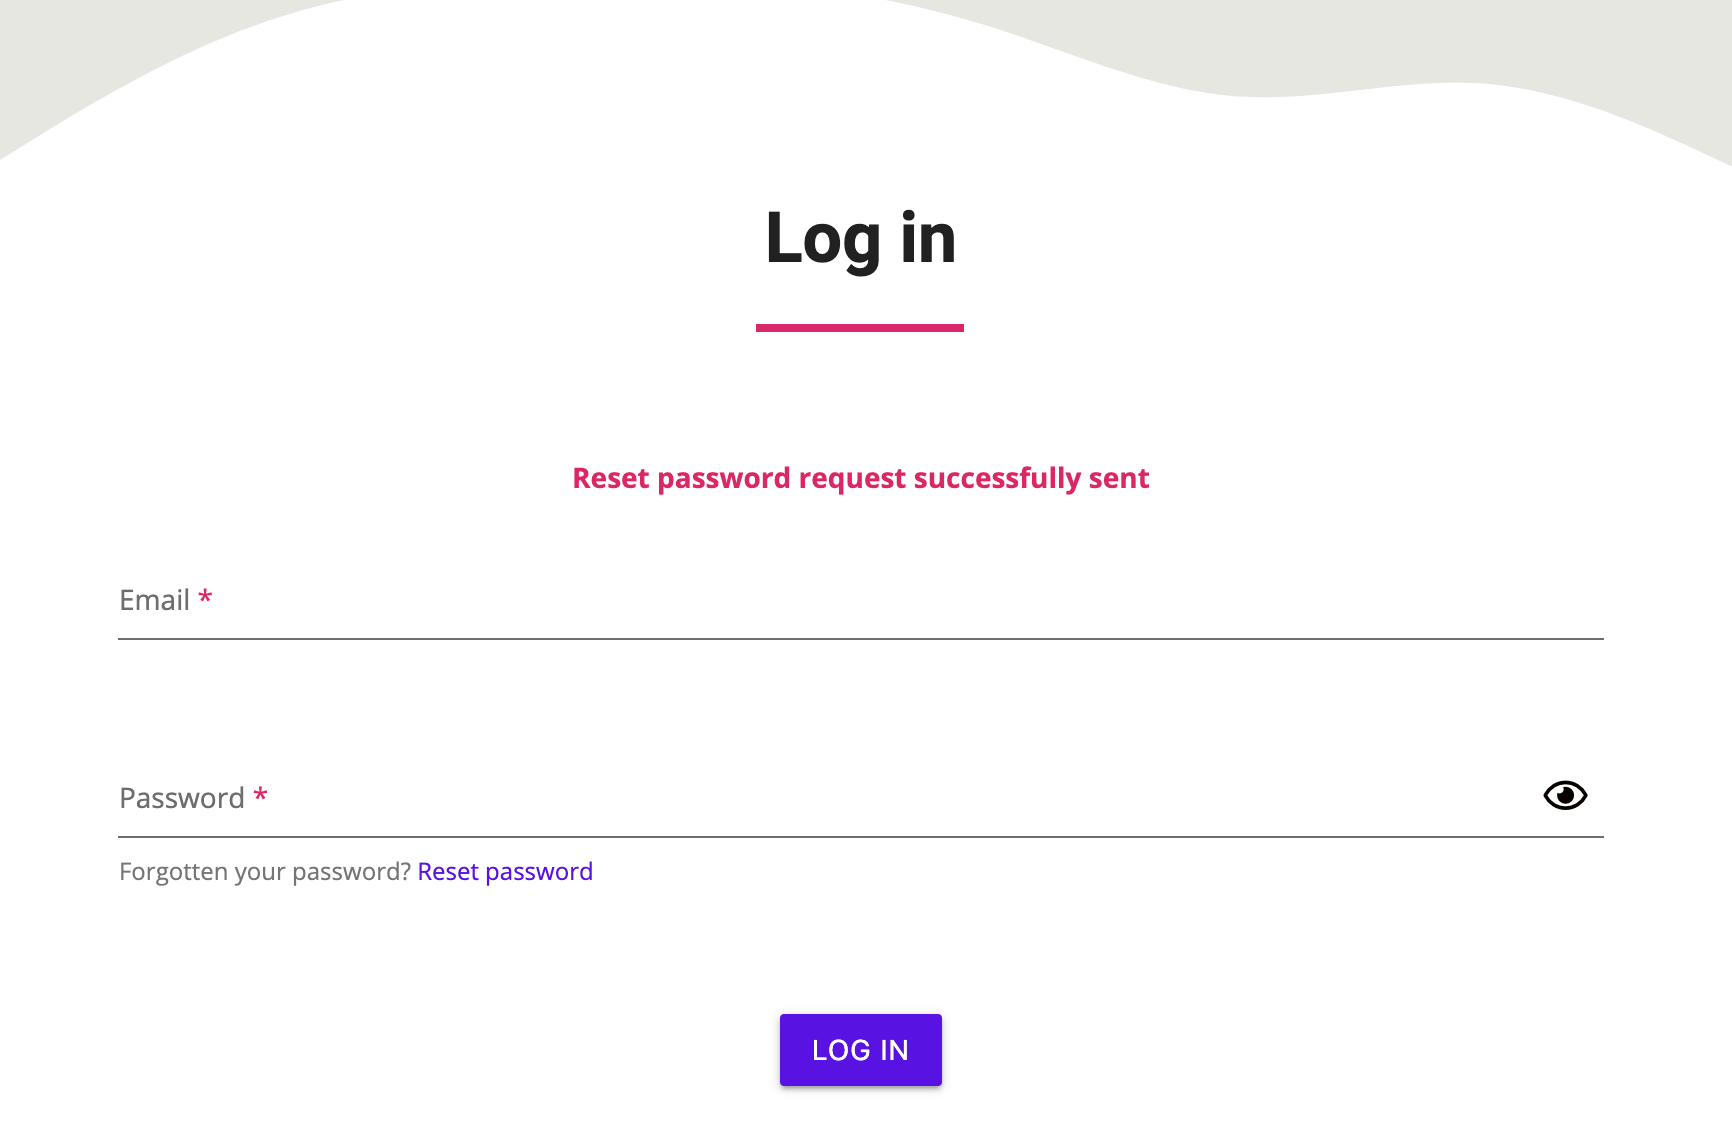 Log in
Reset password request successfully sent
Email *
Password *
Forgotten your password? Reset password
LOG IN